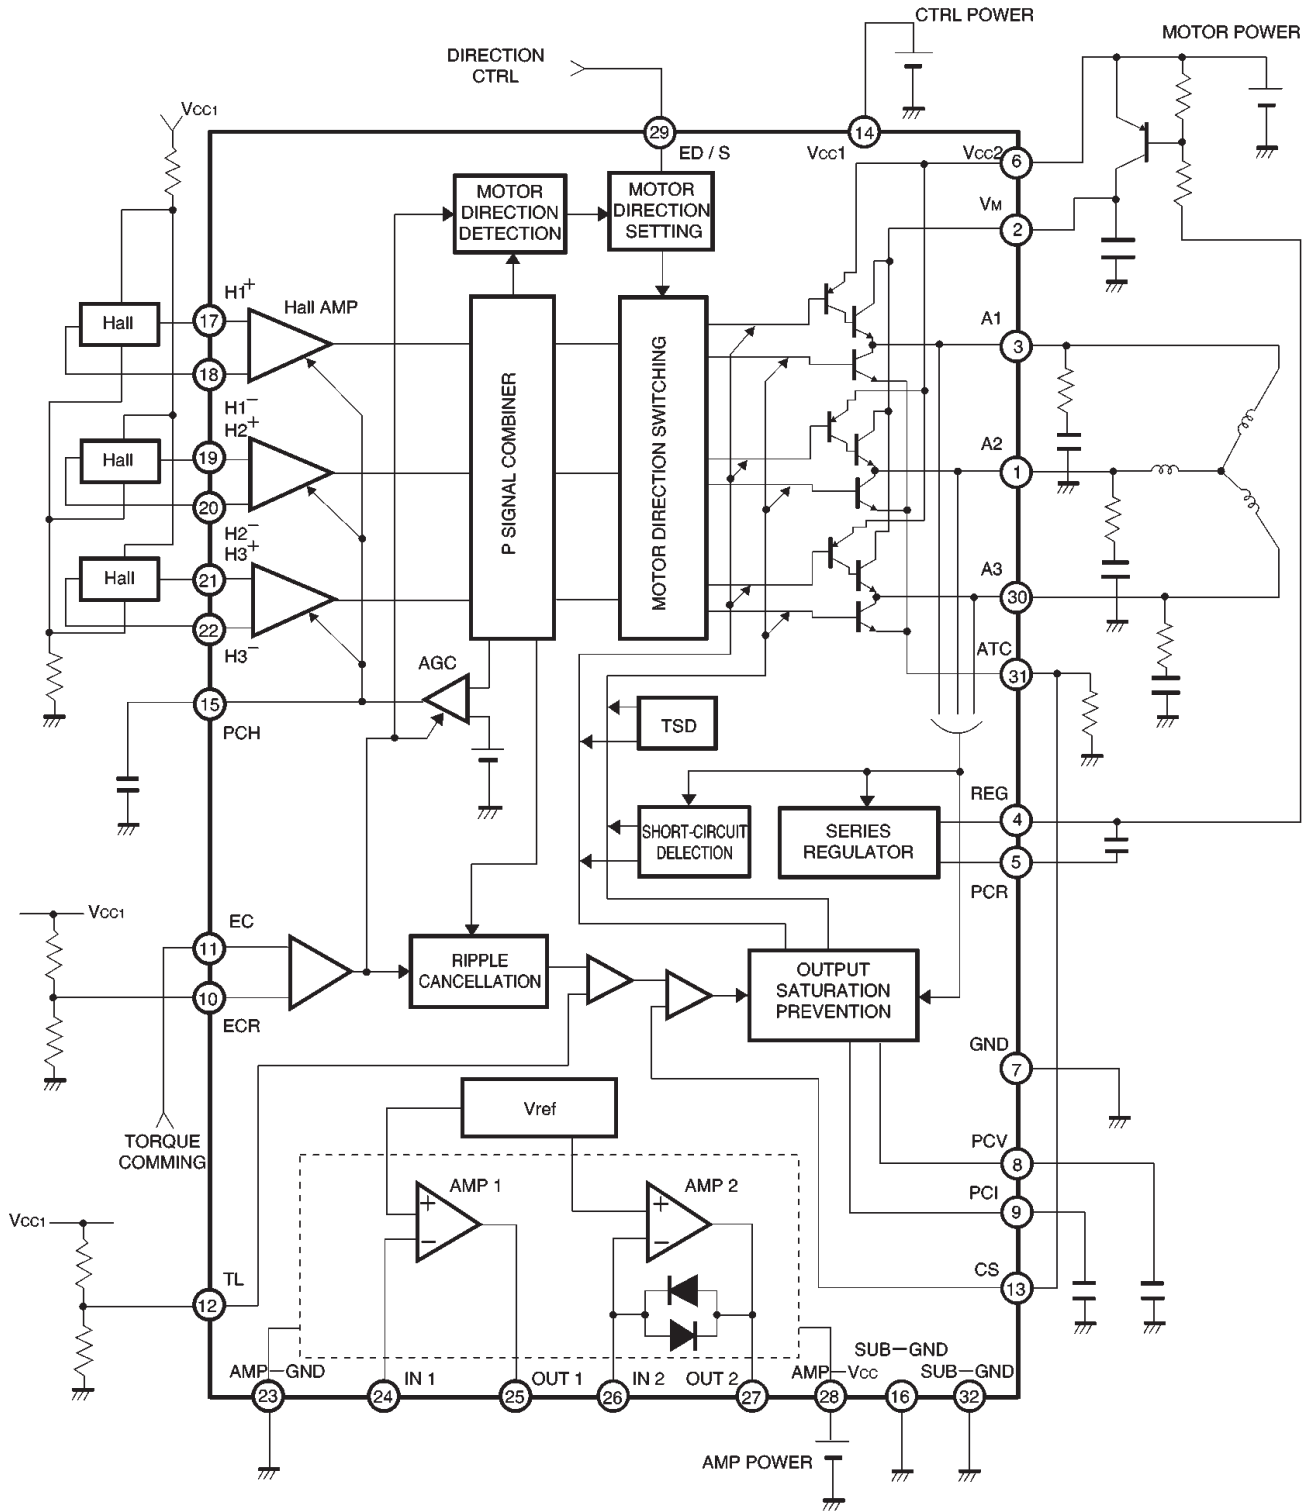 CTRL POWER
MOTOR POWER
DIRECTION
CTRL
VCC1
29
14
ED / S
VCC1
VCC2
6
MOTOR
DIRECTION
DETECTION
MOTOR
DIRECTION
SETTING
VM
2
H1+
Hall AMP
17
Hall
A1
3
18
H1−
H2+
P SIGNAL COMBINER
MOTOR DIRECTION SWITCHING
19
Hall
A2
1
20
H2−
H3+
21
Hall
A3
30
22
H3−
ATC
31
AGC
15
PCH
TSD
REG
4
SHORT-CIRCUIT
DELECTION
SERIES
REGULATOR
5
PCR
VCC1
EC
11
RIPPLE
CANCELLATION
OUTPUT
SATURATION
PREVENTION
10
ECR
GND
7
Vref
TORQUE
COMMING
PCV
8
AMP 1
AMP 2
PCI
9
+
−
+
−
VCC1
TL
12
CS
13
SUB−GND
AMP−GND
IN 1
OUT 1
IN 2
OUT 2
AMP−VCC
SUB−GND
23
24
25
26
27
28
16
32
AMP POWER